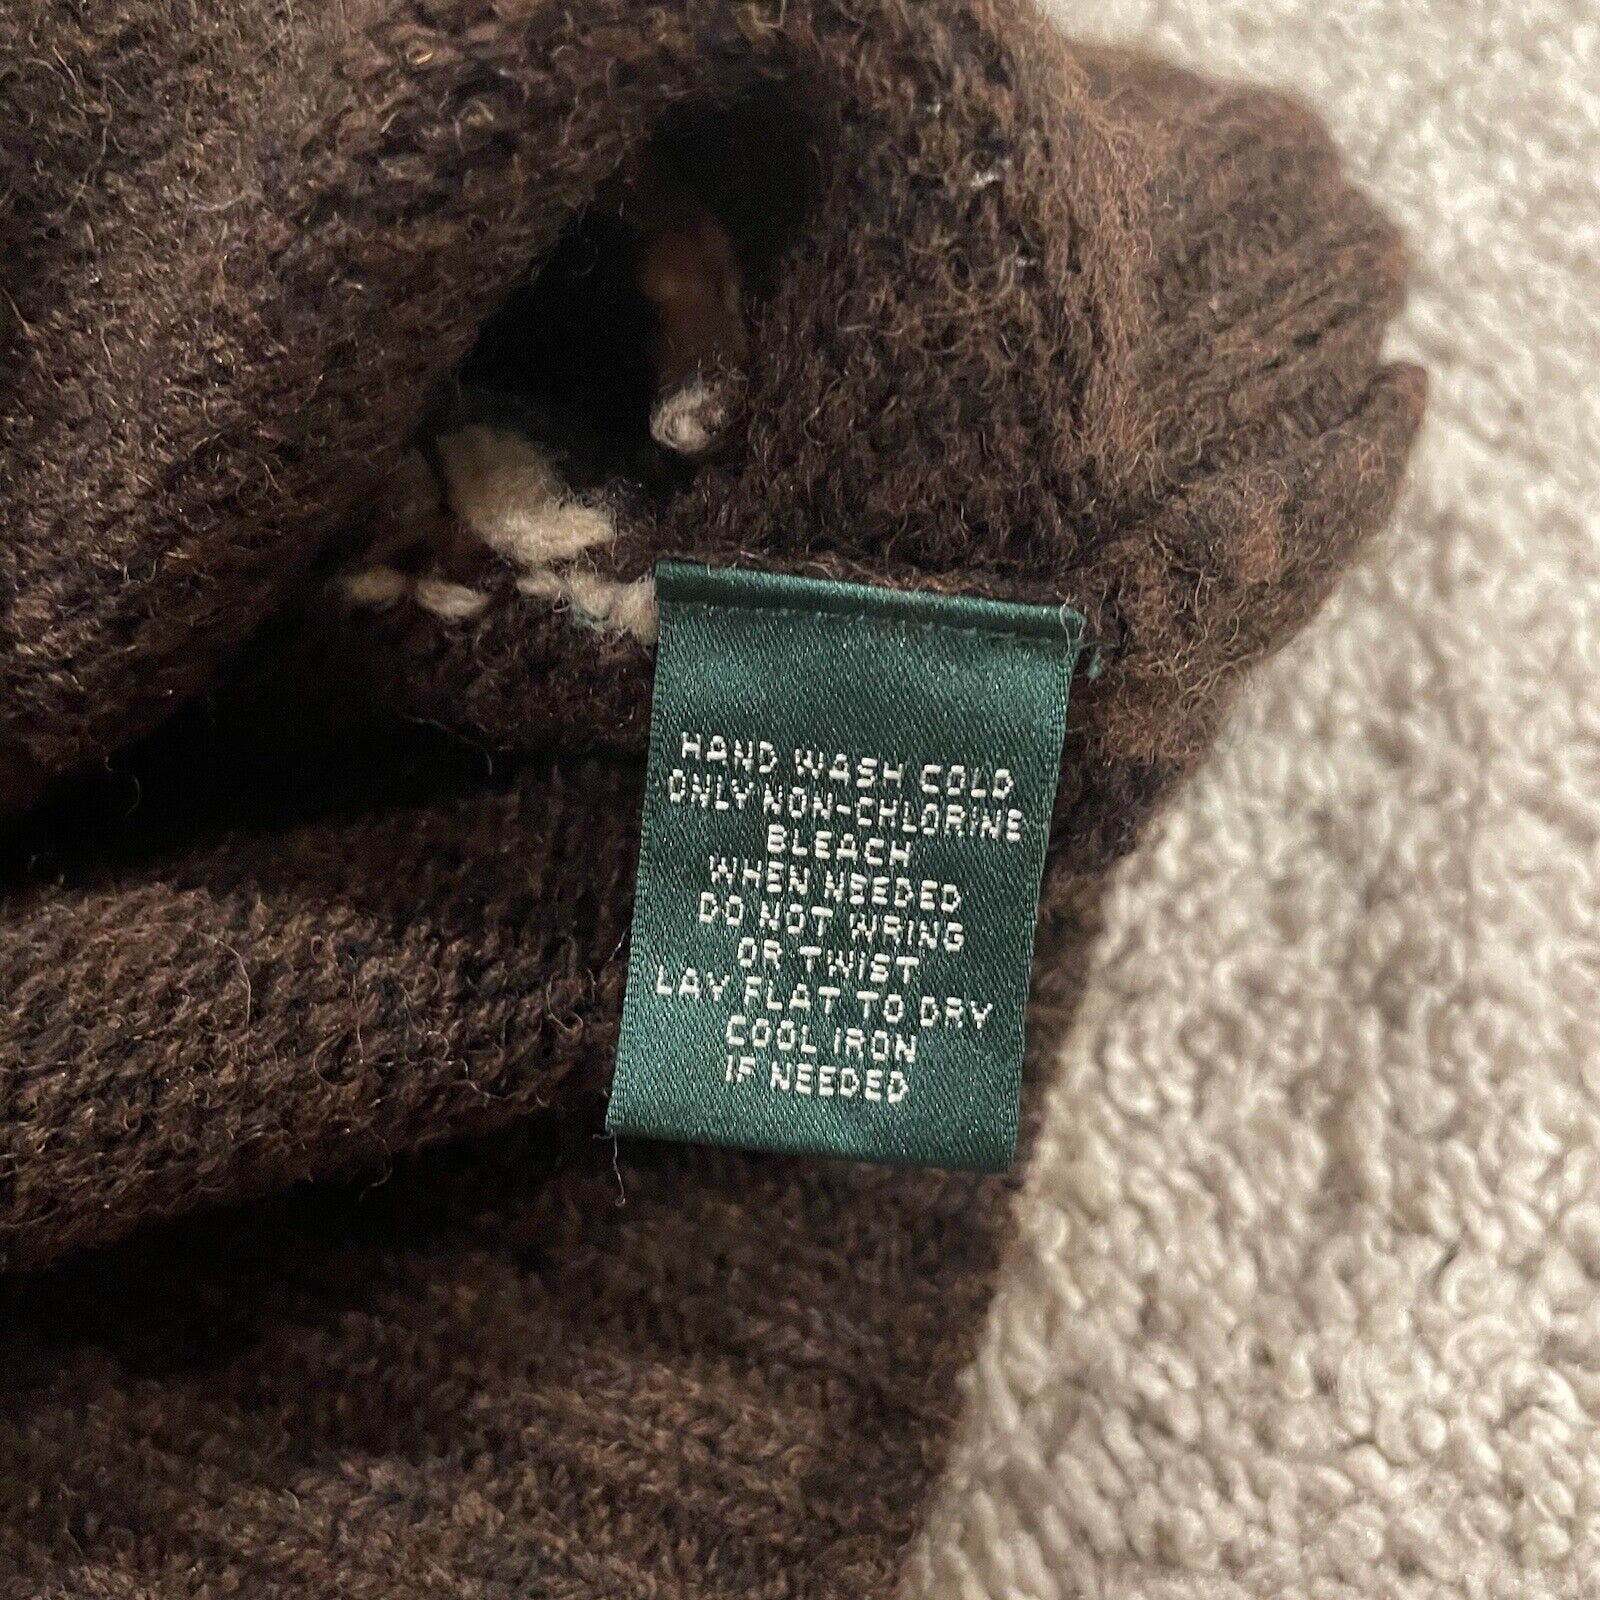 HAND WASH COLD
ONLY NON-CHLORINE
BLEACH
WHEN NEEDED
DO NOT WRING
OR TWIST
LAY FLAT TO DRY
COOL IRON
IF NEEDED